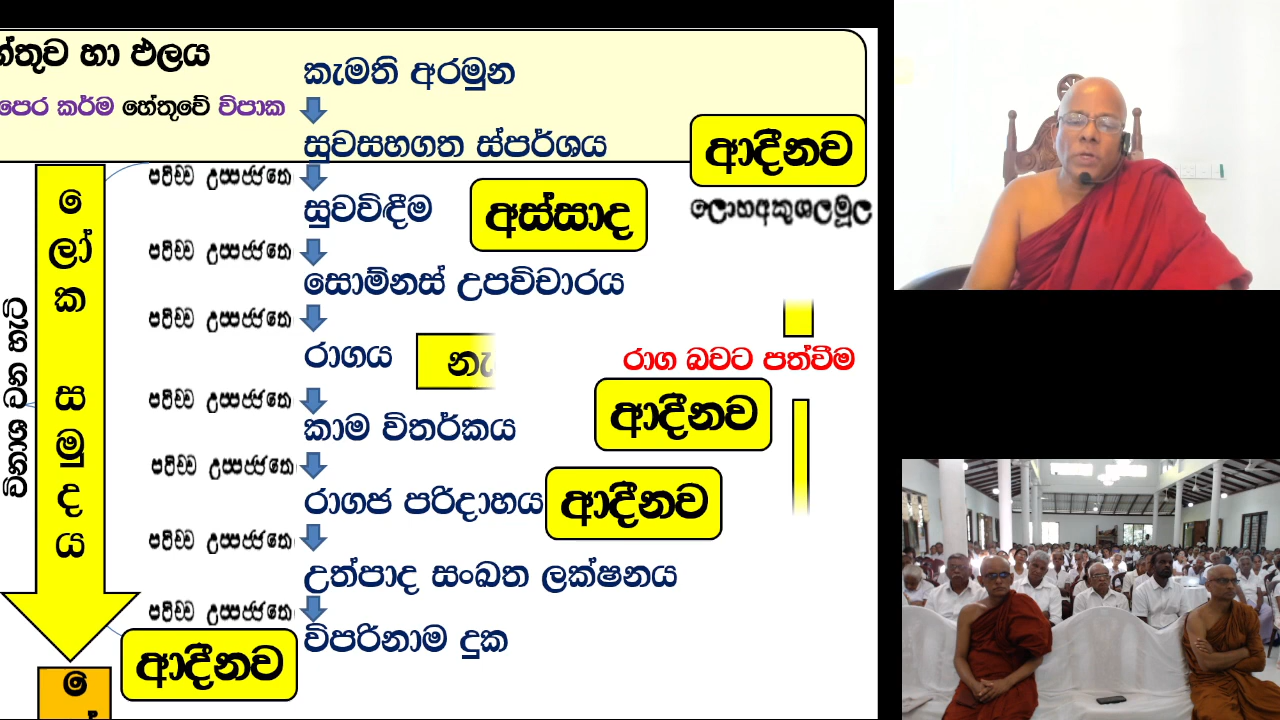 හේතුව හා ඵලය
පෙර කර්ම හේතුවේ විපාක
කැමති අරමුන
සුවසහගත ස්පර්ශය
ආදීනව
පටිච්ච උප්පජ්ජතෙ
ලොභඅකුශලමූල
සුවවිඳීම
අස්සාද
පටිච්ච උප්පජ්ජතෙ
සොම්නස් උපවිචාරය
පටිච්ච උප්පජ්ජතෙ
රාගය
රාග බවට පත්වීම
පටිච්ච උප්පජ්ජතෙ
කාම විතර්කය
ආදීනව
පටිච්ච උප්පජ්ජතෙ
රාගජ පරිදාහය
ආදීනව
පටිච්ච උප්පජ්ජතෙ
උත්පාද සංඛත ලක්ෂනය
පටිච්ච උප්පජ්ජතෙ
විපරිනාම දුක
ආදීනව
ලෝක සමුදය